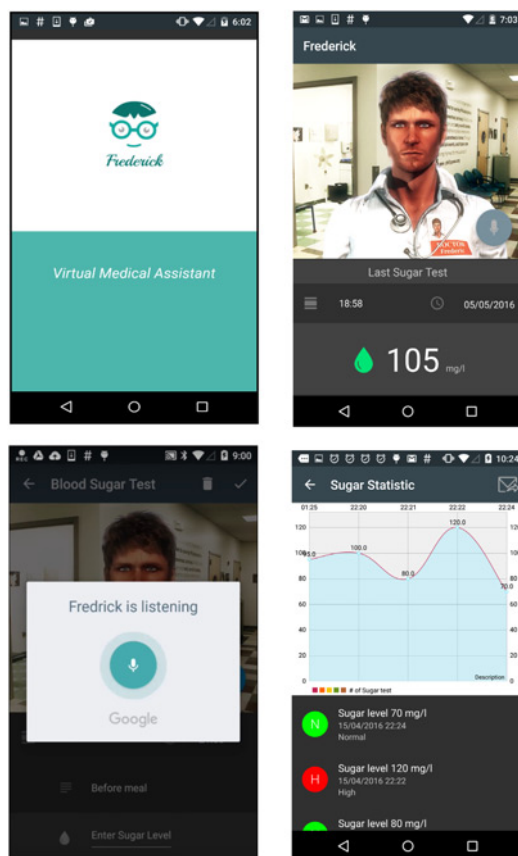 6:02
Frederick
Virtual Medical Assistant
7:03
Frederick
DOCTOR
Frederic
Last Sugar Test
18:58
05/05/2016
105 mg/l
9:00
Blood Sugar Test
Fredrick is listening
Google
Before meal
Enter Sugar Level
10:24
Sugar Statistic
01:25 22:20 22:21 22:22 22:24
120 120.0
100 100.0
80 80.0
60
40
20
0
Description
# of Sugar test
N
Sugar level 70 mg/l
15/04/2016 22:24
Normal
H
Sugar level 120 mg/l
15/04/2016 22:22
High
Sugar level 80 mg/l